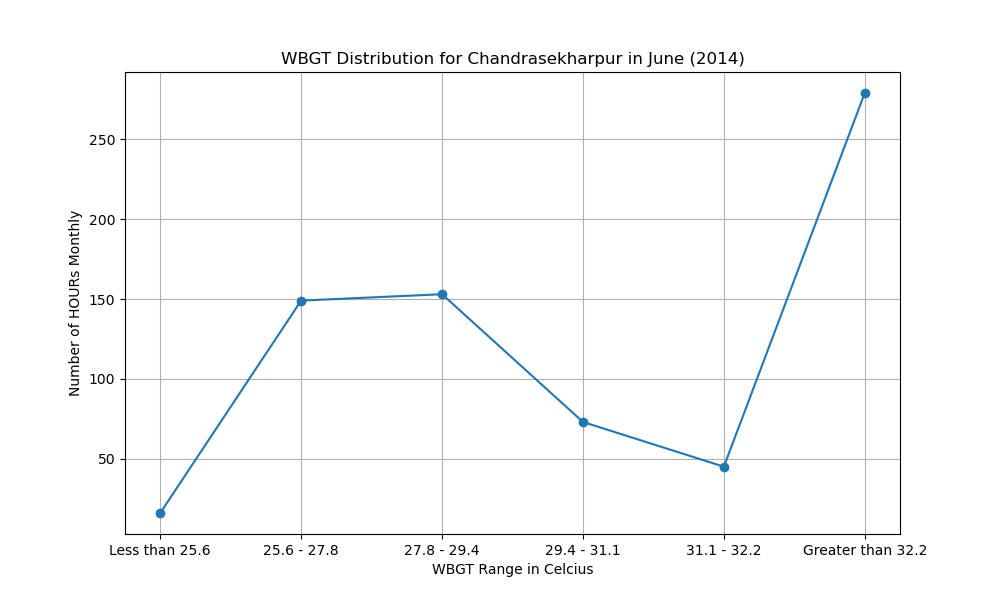 WBGT Distribution for Chandrasekharpur in June (2014)
Number of HOURs Monthly
250
200
150
100
50
Less than 25.6
25.6 - 27.8
27.8 - 29.4
29.4 - 31.1
31.1 - 32.2
Greater than 32.2
WBGT Range in Celcius